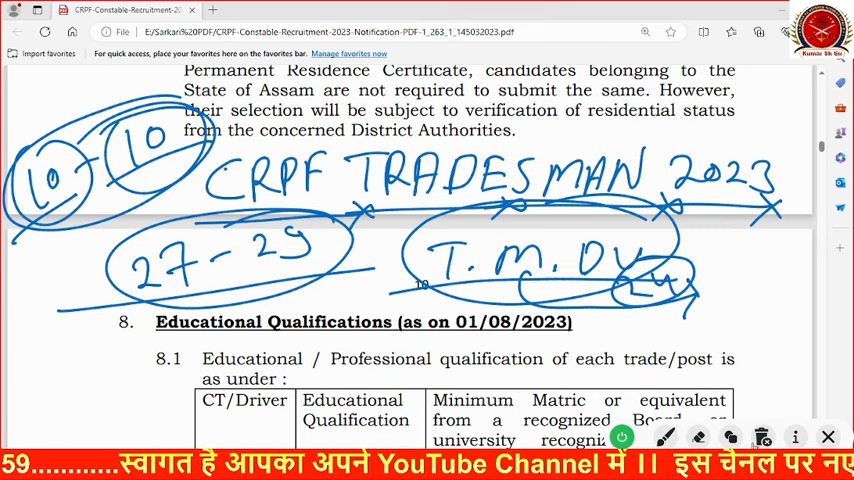 CRPF-Constable-Recruitment-20
File
E:/Sarkari%20PDF/CRPF-Constable-Recruitment-2023-Notification-PDF-1_263_1_145032023.pdf
Import favorites
For quick access, place your favorites here on the favorites bar.
Manage favorites now
Kumar Sk Sir
Permanent Residence Certificate, candidates belonging to the
State of Assam are not required to submit the same. However,
their selection will be subject to verification of residential status
from the concerned District Authorities.
10 - 10
CRPF TRADESMAN 2023
27 - 29
T. M. DV
10
8. Educational Qualifications (as on 01/08/2023)
8.1 Educational / Professional qualification of each trade/post is
as under :
CT/Driver Educational Minimum Matric or equivalent
Qualification from a recognized Board or
university
59............स्वागत है आपका अपने YouTube Channel में II इस चैनल पर नए